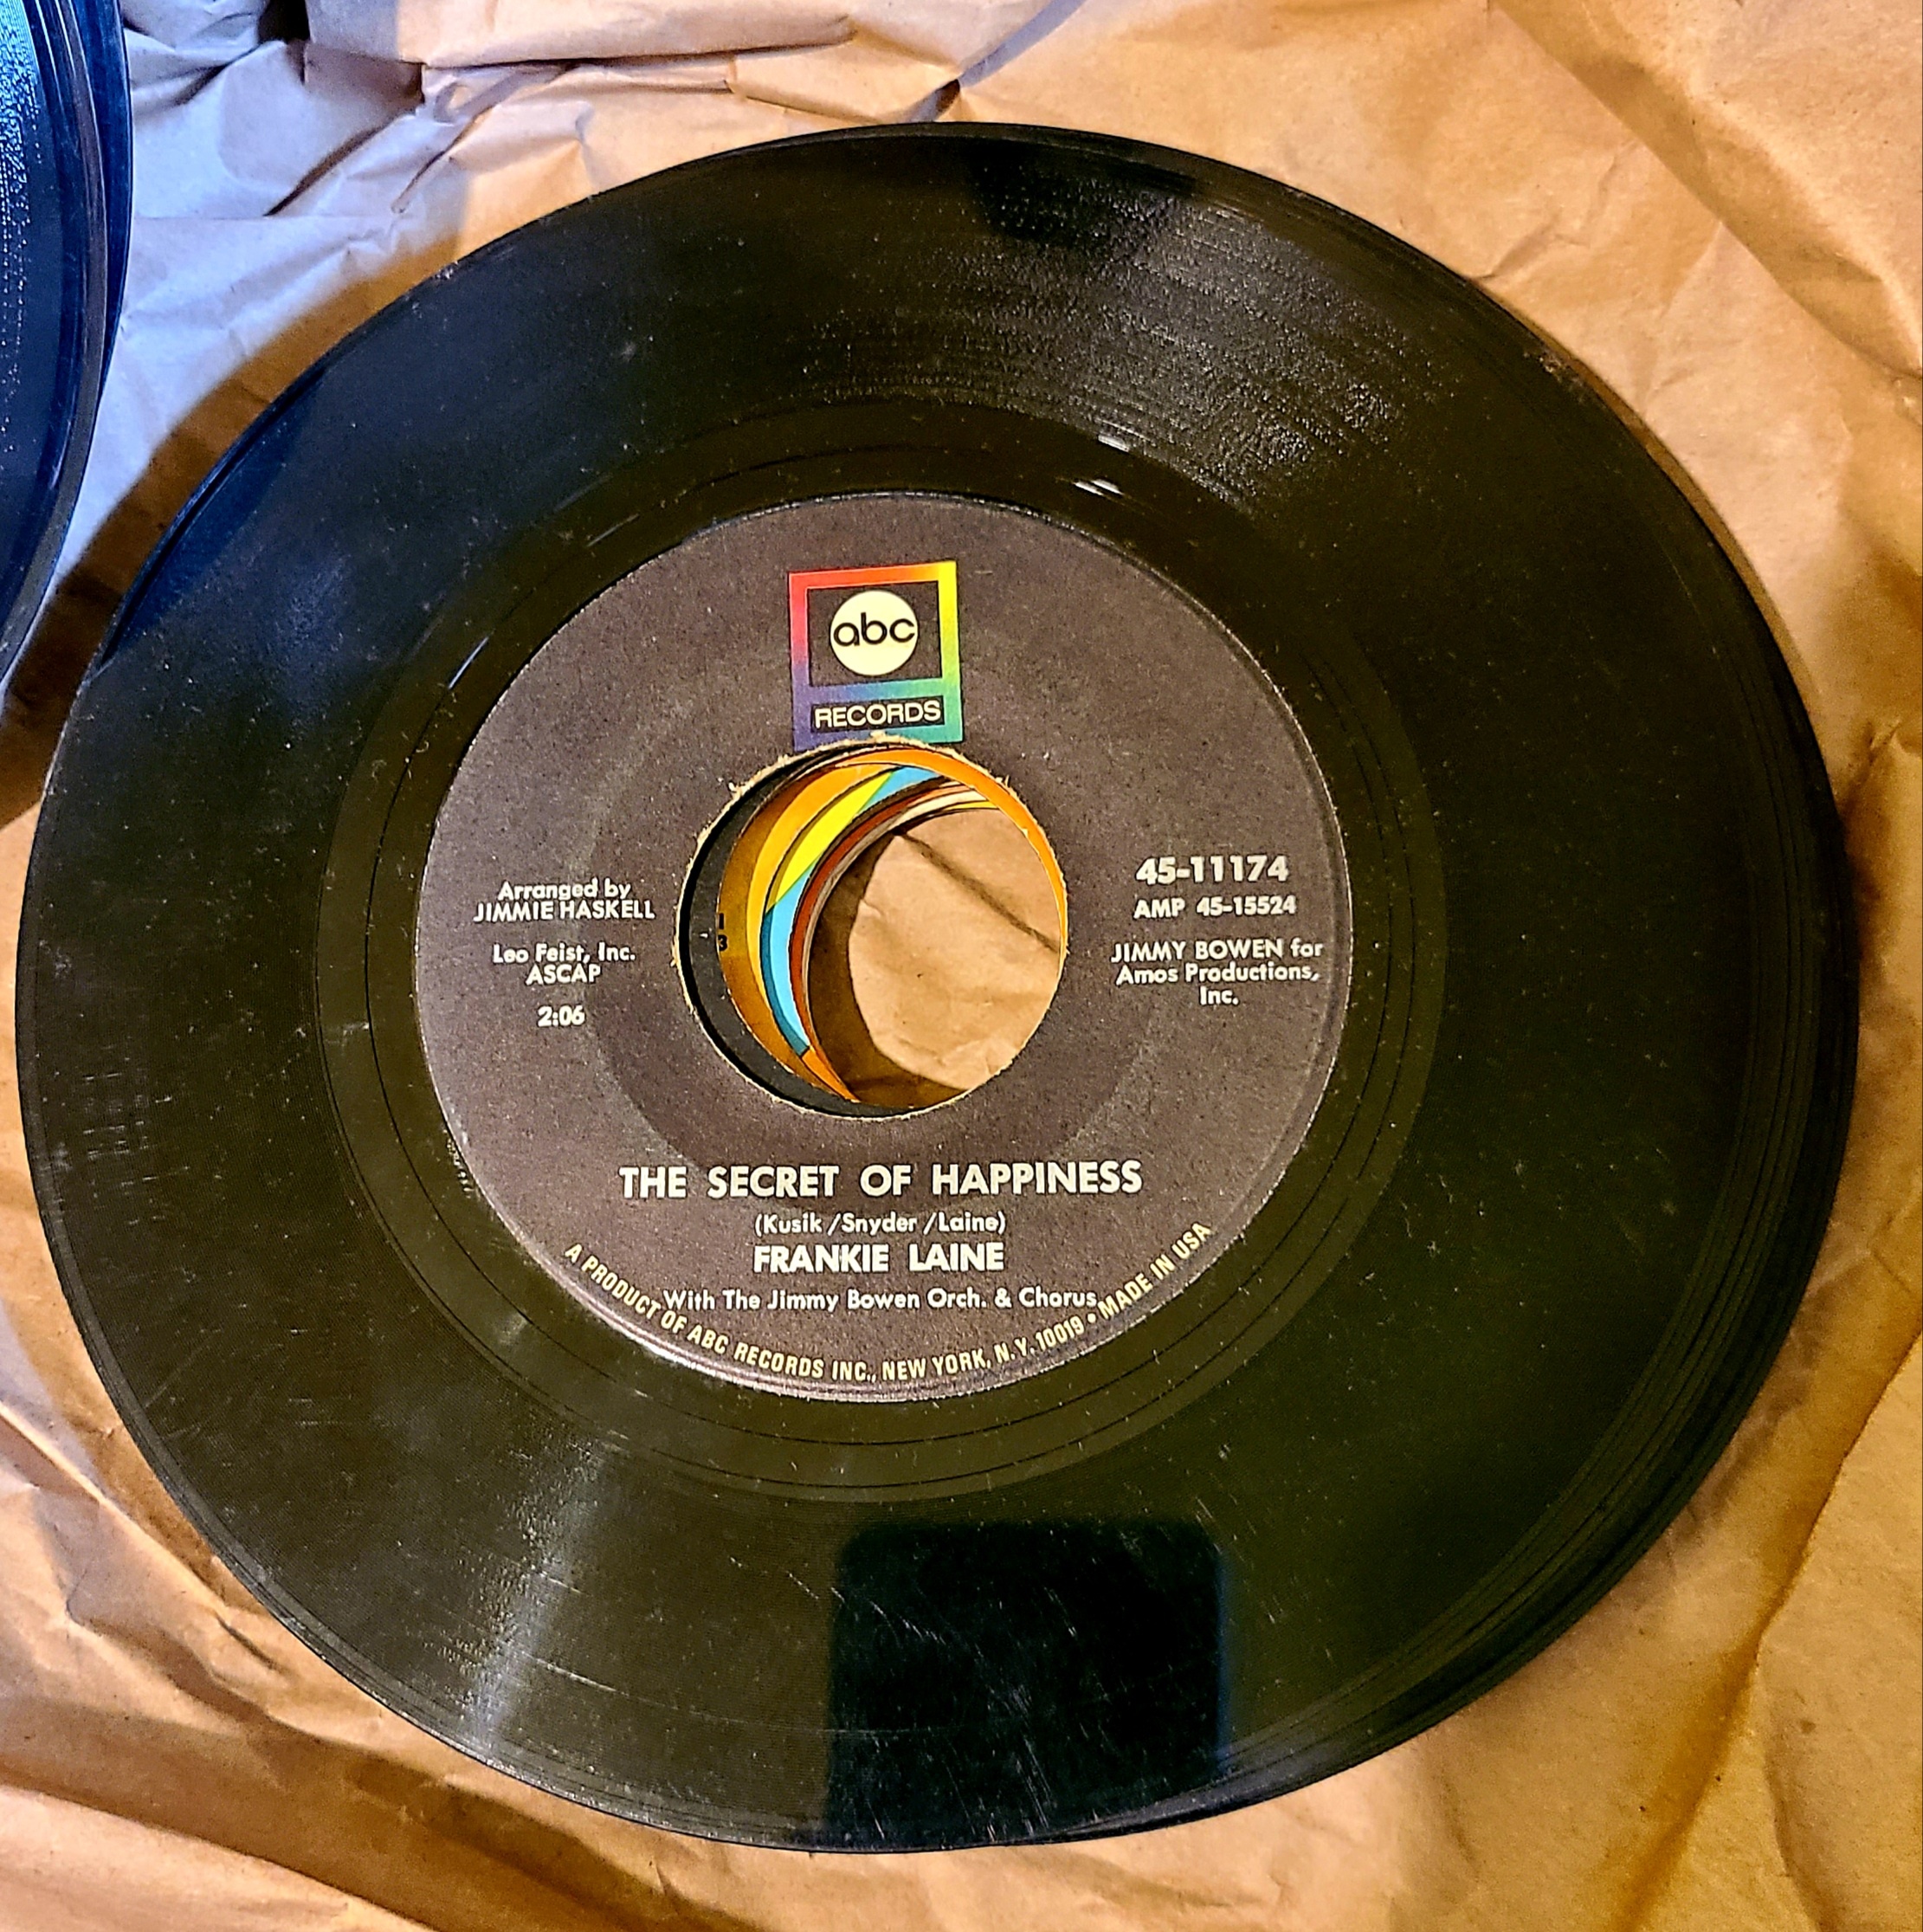 abc
RECORDS
Arranged by
JIMMIE HASKELL
Leo Feist, Inc.
ASCAP
2:06
45-11174
AMP 45-15524
JIMMY BOWEN for
Amos Productions,
Inc.
THE SECRET OF HAPPINESS
(Kusik /Snyder /Laine)
FRANKIE LAINE
With The Jimmy Bowen Orch. & Chorus
A PRODUCT OF ABC RECORDS INC., NEW YORK, N.Y. 10019 • MADE IN USA